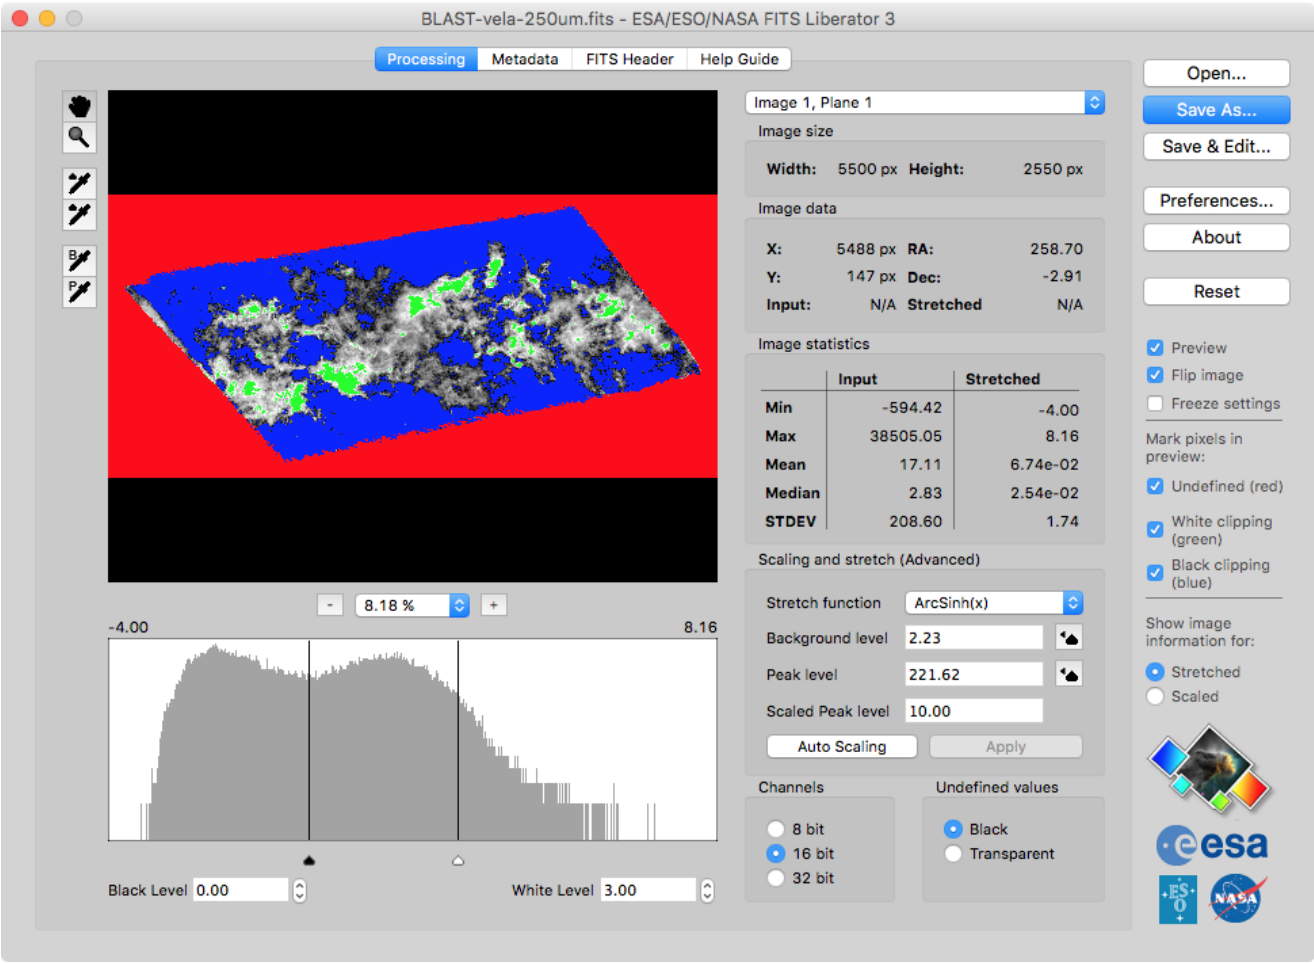 BLAST-vela-250um.fits - ESA/ESO/NASA FITS Liberator 3
Processing Metadata FITS Header Help Guide
B
P
- 8.18 % +
-4.00 8.16
Black Level 0.00 White Level 3.00
Image 1, Plane 1
Image size
Width: 5500 px Height: 2550 px
Image data
X: 5488 px RA: 258.70
Y: 147 px Dec: -2.91
Input: N/A Stretched N/A
Image statistics
Input Stretched
Min -594.42 -4.00
Max 38505.05 8.16
Mean 17.11 6.74e-02
Median 2.83 2.54e-02
STDEV 208.60 1.74
Scaling and stretch (Advanced)
Stretch function ArcSinh(x)
Background level 2.23
Peak level 221.62
Scaled Peak level 10.00
Auto Scaling Apply
Channels
8 bit
16 bit
32 bit
Undefined values
Black
Transparent
Open...
Save As...
Save & Edit...
Preferences...
About
Reset
Preview
Flip image
Freeze settings
Mark pixels in
preview:
Undefined (red)
White clipping
(green)
Black clipping
(blue)
Show image
information for:
Stretched
Scaled
esa
ES
O
NASA